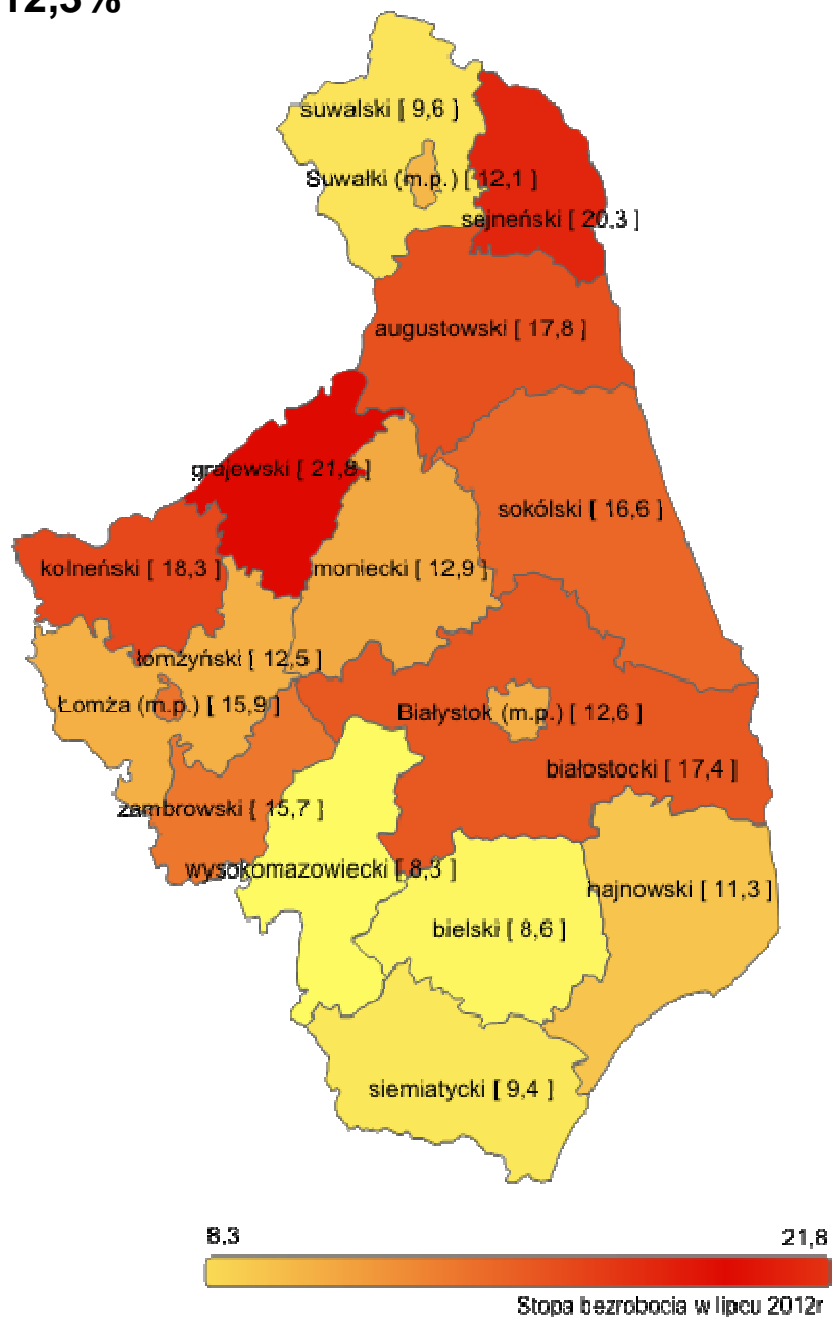 suwalski [ 9,6 ]
Suwałki (m.p.) [ 12,1 ]
sejneński [ 20,3 ]
augustowski [ 17,8 ]
grajewski [ 21,8 ]
sokólski [ 16,6 ]
kolneński [ 18,3 ]
moniecki [ 12,9 ]
łomżyński [ 12,5 ]
Łomża (m.p.) [ 15,9 ]
Białystok (m.p.) [ 12,6 ]
białostocki [ 17,4 ]
zambrowski [ 15,7 ]
wysokomazowiecki [ 8,3 ]
hajnowski [ 11,3 ]
bielski [ 8,6 ]
siemiatycki [ 9,4 ]
8,3
21,8
Stopa bezrobocia w lipcu 2012r